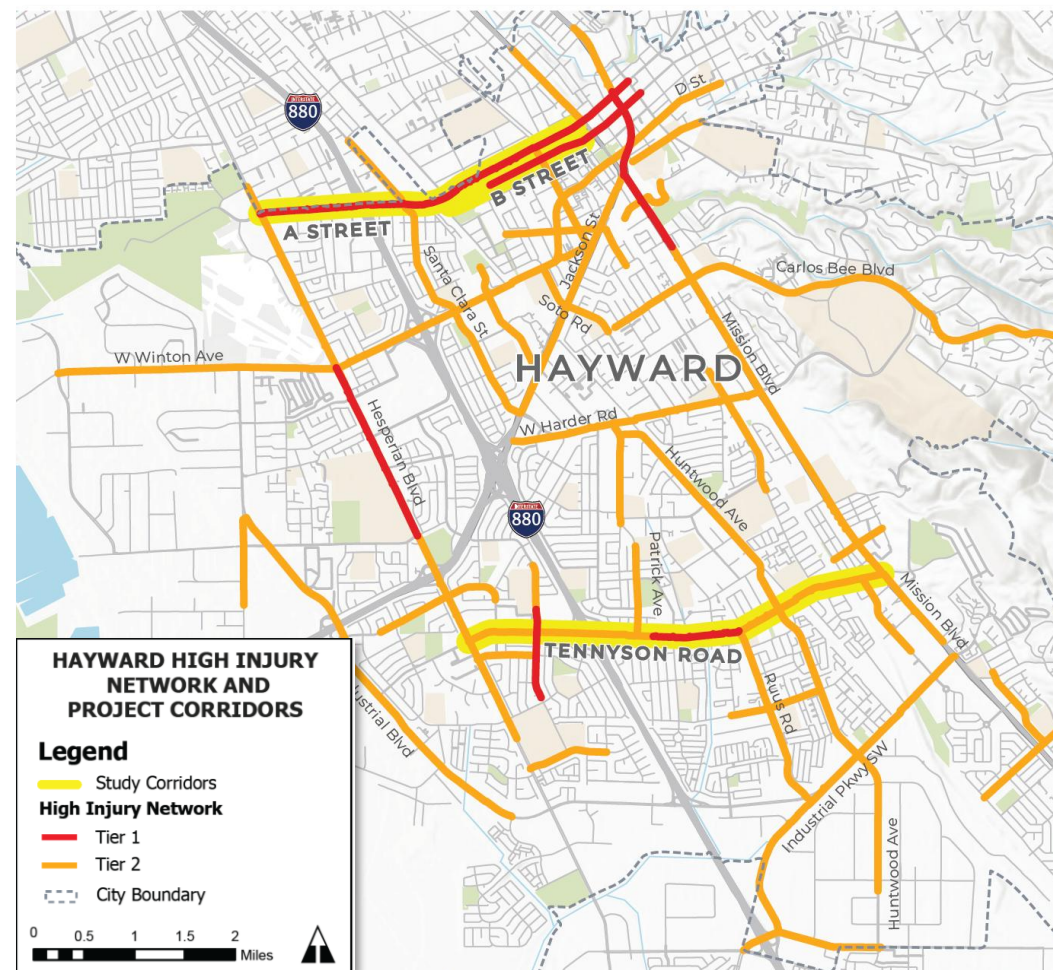 INTERSTATE
880
D St
B STREET
A STREET
Santa Clara St
Jackson St
Soto Rd
Carlos Bee Blvd
W Winton Ave
HAYWARD
Mission Blvd
Hesperian Blvd
W Harder Rd
Huntwood Ave
880
Patrick Ave
Mission Blvd
TENNYSON ROAD
Ruus Rd
dustrial Blvd
Industrial Pkwy SW
Huntwood Ave
HAYWARD HIGH INJURY
NETWORK AND
PROJECT CORRIDORS
Legend
Study Corridors
High Injury Network
Tier 1
Tier 2
City Boundary
0 0.5 1 1.5 2
Miles